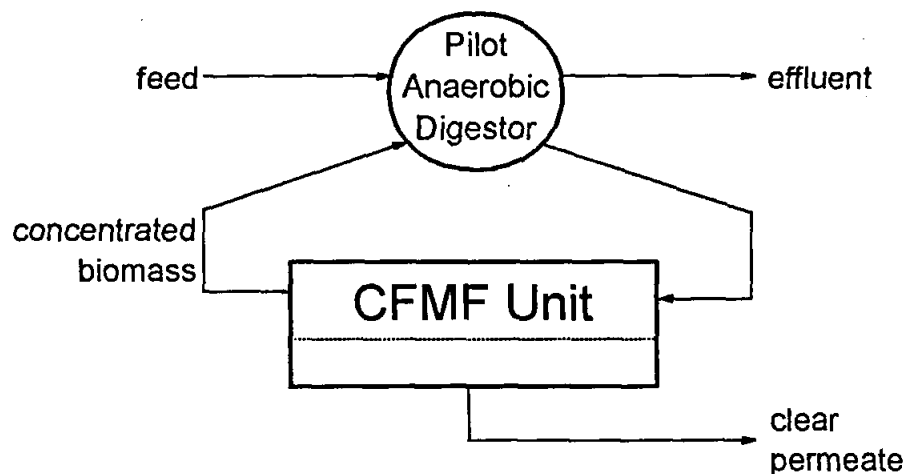 Pilot
Anaerobic
Digestor
feed
effluent
concentrated
biomass
CFMF Unit
clear
permeate